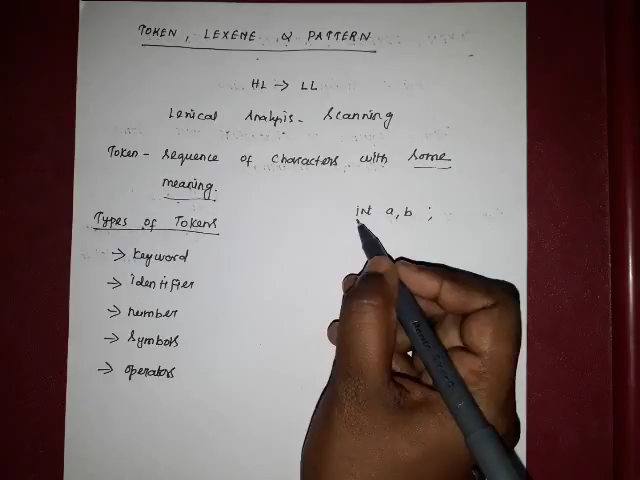 TOKEN, LEXEME & PATTERN
HL → LL
Lexical Analysis - Scanning
Token - sequence of characters with some
meaning.
int a, b ;
Types of Tokens
→ keyword
→ identifier
→ number
→ symbols
→ operators